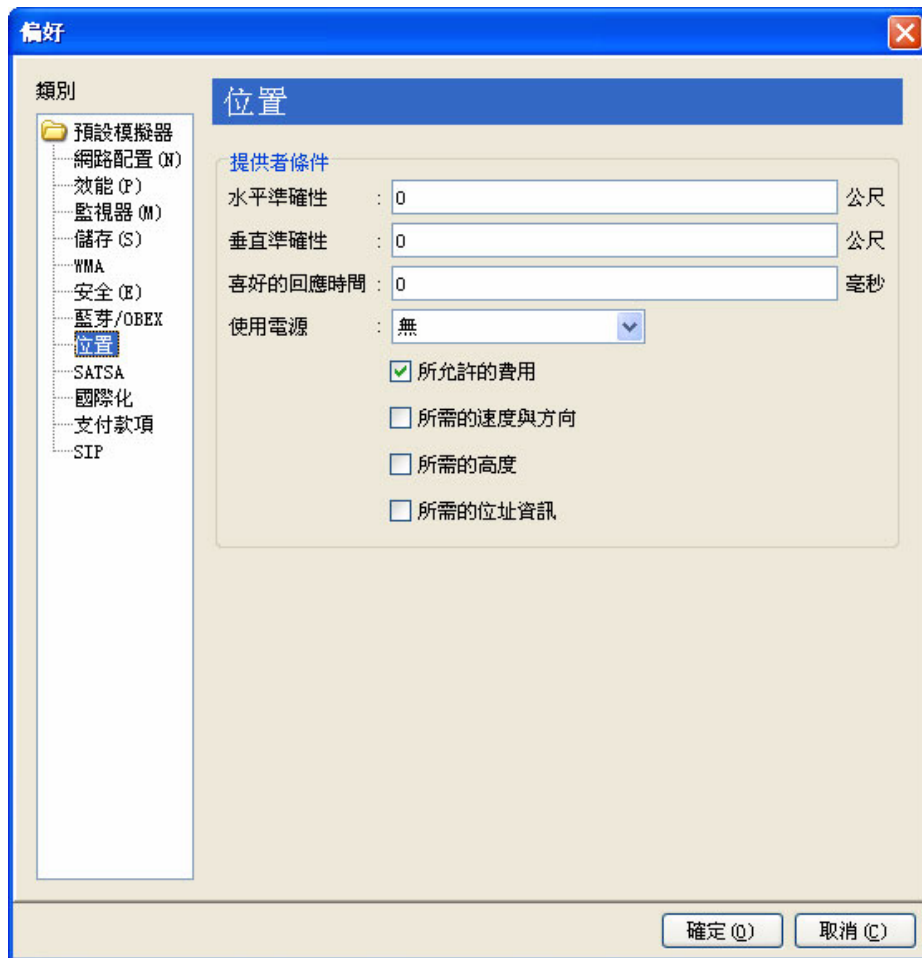 偏好
類別
預設模擬器
網路配置(N)
效能(P)
監視器(M)
儲存(S)
WMA
安全(E)
藍芽/OBEX
位置
SATSA
國際化
支付款項
SIP
位置
提供者條件
水平準確性 : 0 公尺
垂直準確性 : 0 公尺
喜好的回應時間 : 0 毫秒
使用電源 : 無
所允許的費用
所需的速度與方向
所需的高度
所需的位址資訊
確定(O) 取消(C)